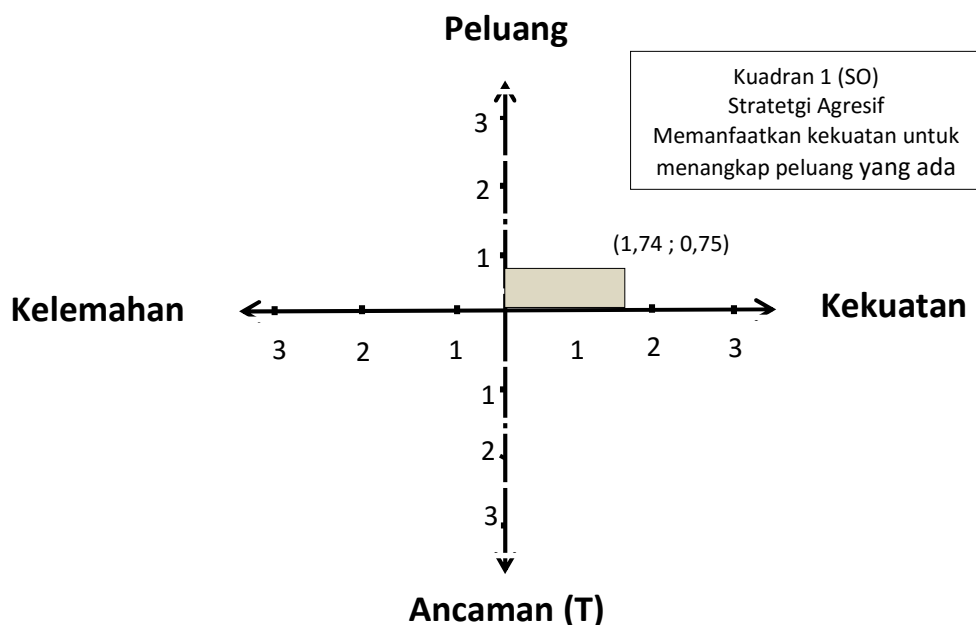 Peluang
Kuadran 1 (SO)
Stratetgi Agresif
Memanfaatkan kekuatan untuk
menangkap peluang yang ada
3
2
1
(1,74 ; 0,75)
Kelemahan
Kekuatan
3 2 1 1 2 3
1
2
3
Ancaman (T)